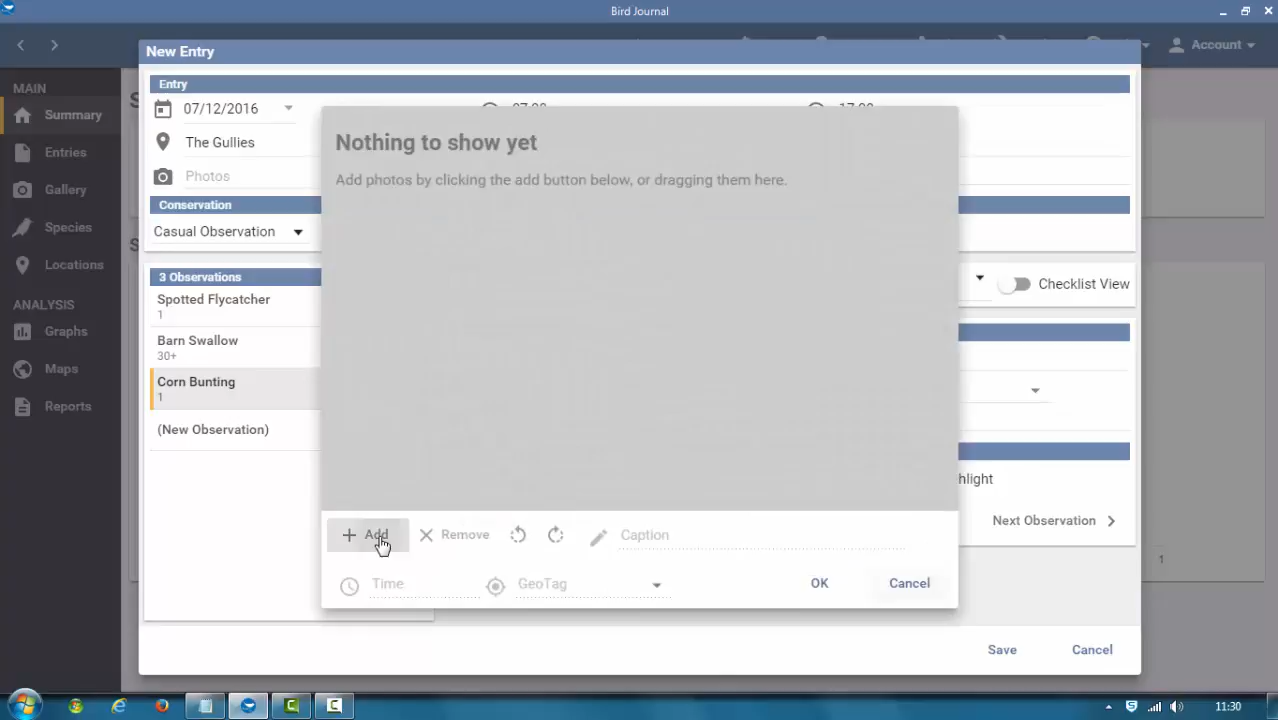 Bird Journal
Account
New Entry
MAIN
Summary
Entries
Gallery
Species
Locations
ANALYSIS
Graphs
Maps
Reports
Entry
07/12/2016
The Gullies
Photos
Conservation
Casual Observation
3 Observations
Spotted Flycatcher
1
Barn Swallow
30+
Corn Bunting
1
(New Observation)
Nothing to show yet
Add photos by clicking the add button below, or dragging them here.
Add
Remove
Caption
Time
GeoTag
OK
Cancel
Checklist View
hlight
Next Observation
1
Save
Cancel
11:30